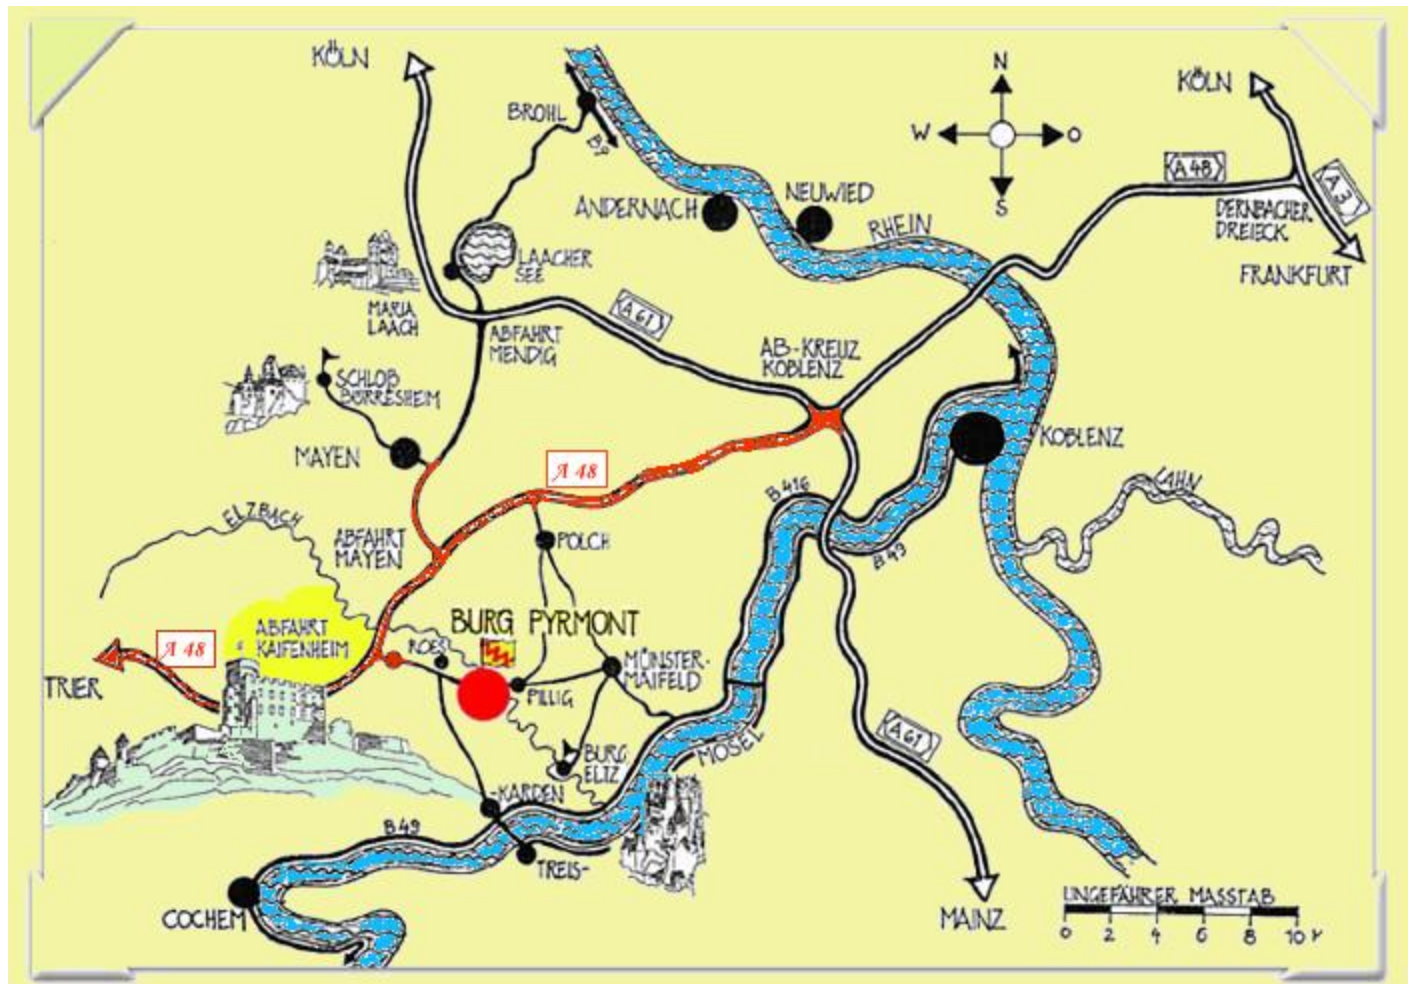 KÖLN
BROHL
B9
N
W
O
S
KÖLN
A 48
A 3
DERNBACHER
DREIECK
FRANKFURT
ANDERNACH
NEUWIED
RHEIN
LAACHER
SEE
MARIA
LAACH
ABFAHRT
MENDIG
A 61
AB-KREUZ
KOBLENZ
SCHLOß
BÜRRESHEIM
MAYEN
KOBLENZ
A 48
B 416
LAHN
ELZBACH
ABFAHRT
MAYEN
POLCH
B 49
BURG PYRMONT
ABFAHRT
KAIFENHEIM
A 48
ROES
TRIER
PILLIG
MÜNSTER-
MAIFELD
MOSEL
A 61
BURG
ELTZ
-KARDEN
B 49
TREIS-
COCHEM
MAINZ
UNGEFÄHRER MASSTAB
0 2 4 6 8 10